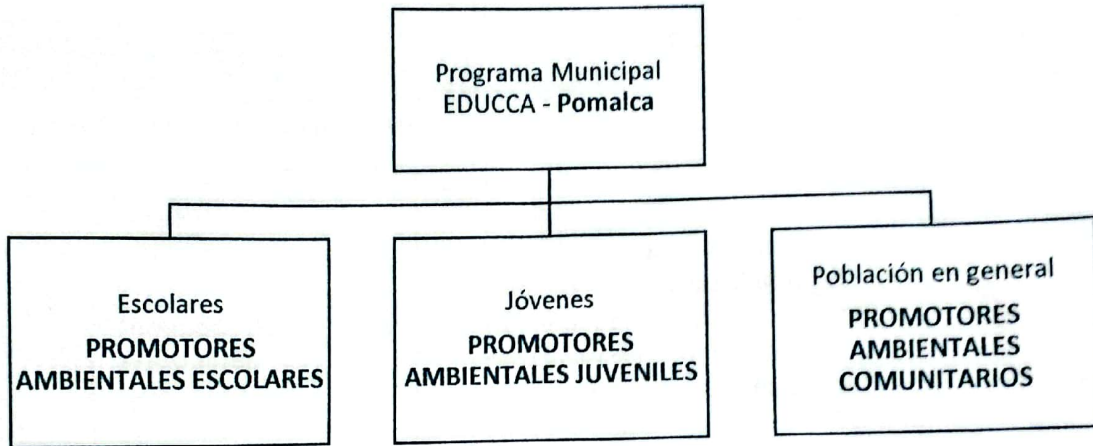 Programa Municipal
EDUCCA - Pomalca
Escolares
PROMOTORES
AMBIENTALES ESCOLARES
Jóvenes
PROMOTORES
AMBIENTALES JUVENILES
Población en general
PROMOTORES
AMBIENTALES
COMUNITARIOS